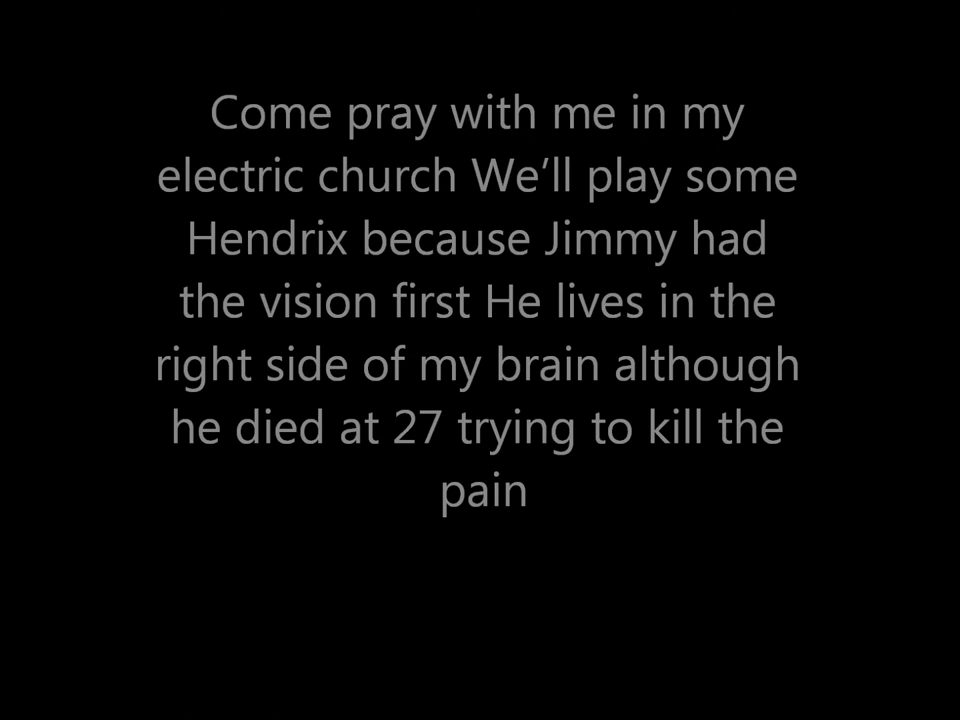 Come pray with me in my
electric church We’ll play some
Hendrix because Jimmy had
the vision first He lives in the
right side of my brain although
he died at 27 trying to kill the
pain